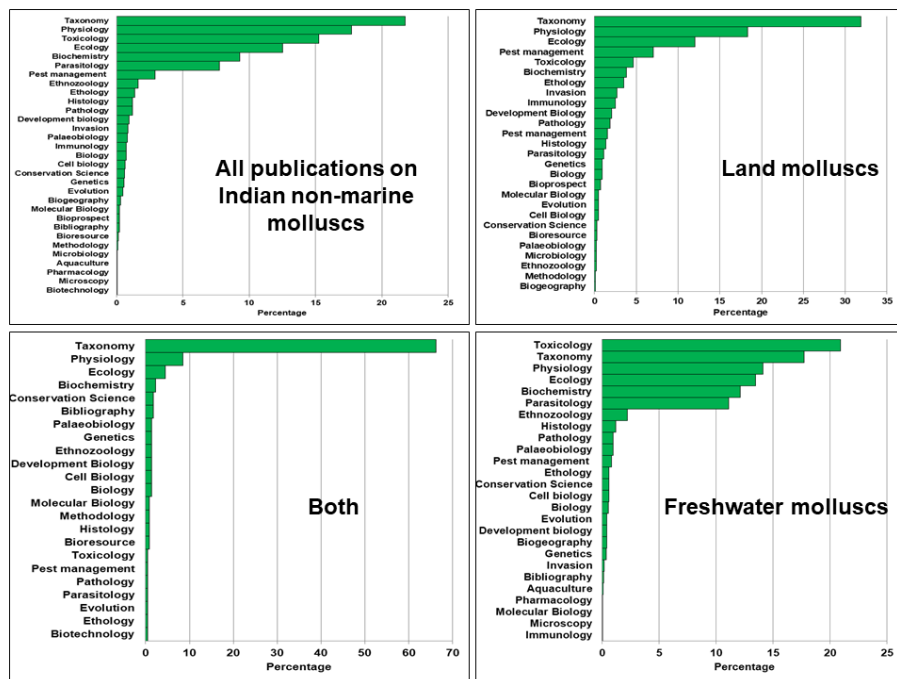 Taxonomy
Physiology
Toxicology
Ecology
Biochemistry
Parasitology
Pest management
Ethnozoology
Ethology
Histology
Pathology
Development biology
Invasion
Palaeobiology
Immunology
Biology
Cell biology
Conservation Science
Genetics
Evolution
Biogeography
Molecular Biology
Bioprospect
Bibliography
Bioresource
Methodology
Microbiology
Aquaculture
Pharmacology
Microscopy
Biotechnology
All publications on
Indian non-marine
molluscs
0 5 10 15 20 25
Percentage
Taxonomy
Physiology
Ecology
Pest management
Toxicology
Biochemistry
Ethology
Invasion
Immunology
Development Biology
Pathology
Pest management
Histology
Parasitology
Genetics
Biology
Bioprospect
Molecular Biology
Evolution
Cell Biology
Conservation Science
Bioresource
Palaeobiology
Microbiology
Ethnozoology
Methodology
Biogeography
Land molluscs
0 5 10 15 20 25 30 35
Percentage
Taxonomy
Physiology
Ecology
Biochemistry
Conservation Science
Bibliography
Palaeobiology
Genetics
Ethnozoology
Development Biology
Cell Biology
Biology
Molecular Biology
Methodology
Histology
Bioresource
Toxicology
Pest management
Pathology
Parasitology
Evolution
Ethology
Biotechnology
Both
0 10 20 30 40 50 60 70
Percentage
Toxicology
Taxonomy
Physiology
Ecology
Biochemistry
Parasitology
Ethnozoology
Histology
Pathology
Palaeobiology
Pest management
Ethology
Conservation Science
Cell biology
Biology
Evolution
Development biology
Biogeography
Genetics
Invasion
Bibliography
Aquaculture
Pharmacology
Molecular Biology
Microscopy
Immunology
Freshwater molluscs
0 5 10 15 20 25
Percentage